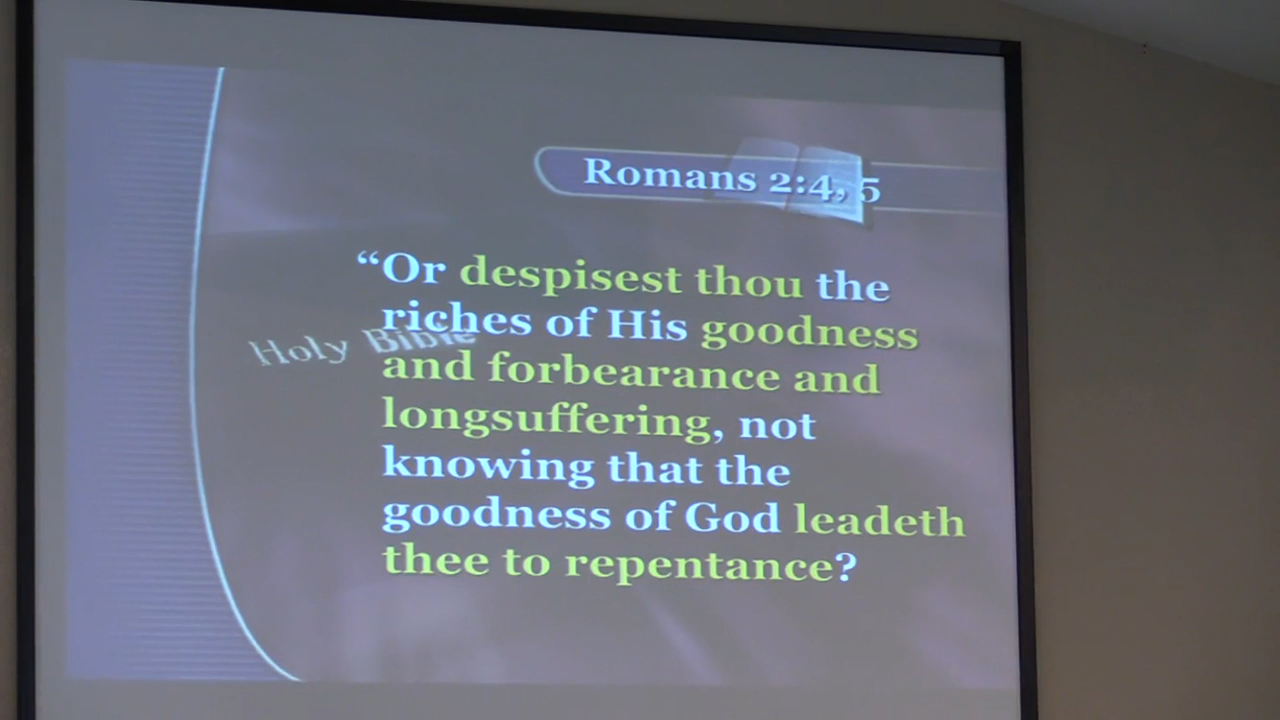 Romans 2:4, 5
“Or despisest thou the
riches of His goodness
Holy Bible
and forbearance and
longsuffering, not
knowing that the
goodness of God leadeth
thee to repentance?